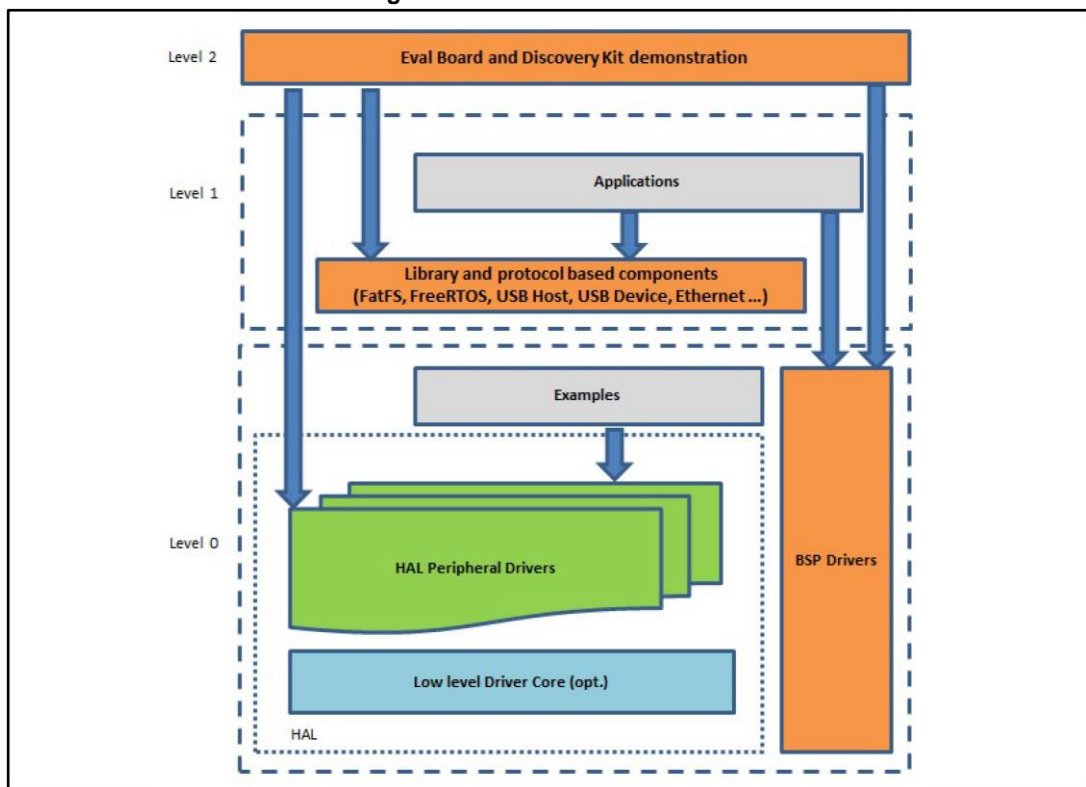 Level 2
Eval Board and Discovery Kit demonstration
Level 1
Applications
Library and protocol based components
(FatFS, FreeRTOS, USB Host, USB Device, Ethernet ...)
Examples
Level 0
HAL Peripheral Drivers
BSP Drivers
Low level Driver Core (opt.)
HAL